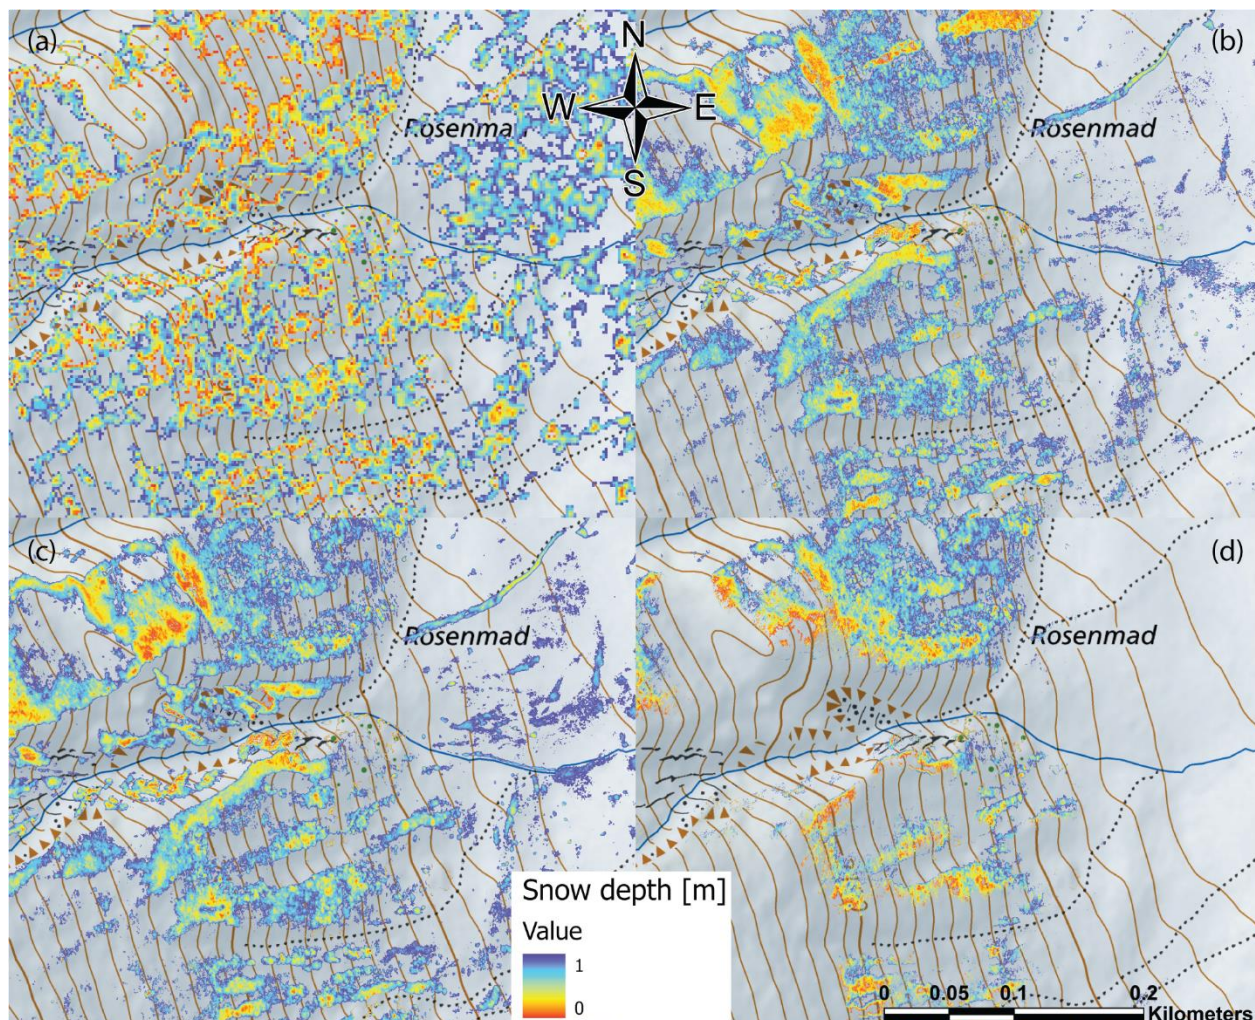 (a)
N
W E
S
Rosenma
(b)
Rosenmad
(c)
Rosenmad
(d)
Rosenmad
Snow depth [m]
Value
1
0
0 0.05 0.1 0.2
Kilometers